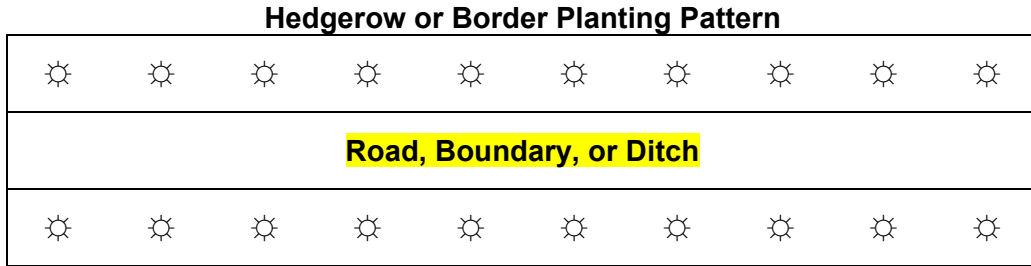 Hedgerow or Border Planting Pattern
☼ ☼ ☼ ☼ ☼ ☼ ☼ ☼ ☼ ☼
Road, Boundary, or Ditch
☼ ☼ ☼ ☼ ☼ ☼ ☼ ☼ ☼ ☼